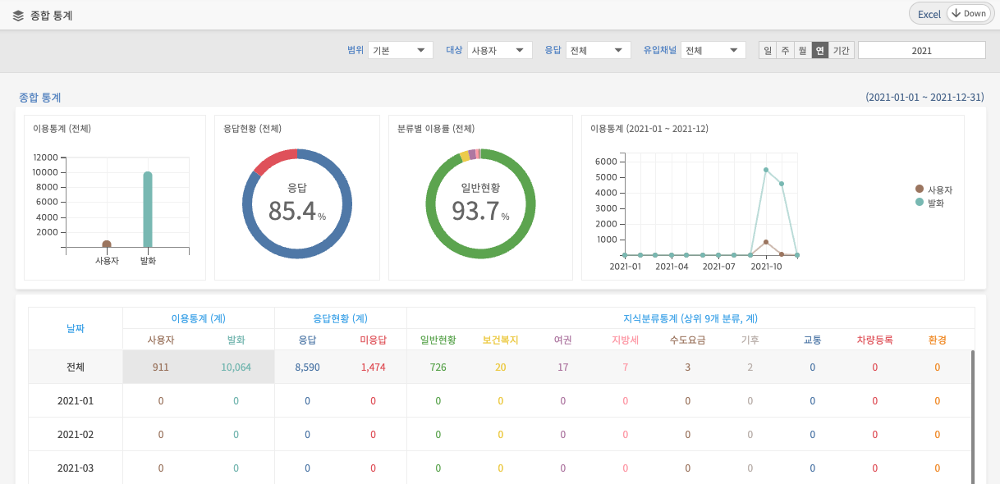 종합 통계
Excel Down
범위 기본 대상 사용자 응답 전체 유입채널 전체 일 주 월 연 기간 2021
종합 통계
(2021-01-01 ~ 2021-12-31)
이용통계 (전체)
12000
10000
8000
6000
4000
2000
사용자 발화
응답현황 (전체)
응답
85.4%
분류별 이용률 (전체)
일반현황
93.7%
이용통계 (2021-01 ~ 2021-12)
6000
5000
4000
3000
2000
1000
2021-01 2021-04 2021-07 2021-10
사용자
발화
날짜 이용통계 (계) 응답현황 (계) 지식분류통계 (상위 9개 분류, 계)
사용자 발화 응답 미응답 일반현황 보건복지 여권 지방세 수도요금 기후 교통 차량등록 환경
전체 911 10,064 8,590 1,474 726 20 17 7 3 2 0 0 0
2021-01 0 0 0 0 0 0 0 0 0 0 0 0 0
2021-02 0 0 0 0 0 0 0 0 0 0 0 0 0
2021-03 0 0 0 0 0 0 0 0 0 0 0 0 0